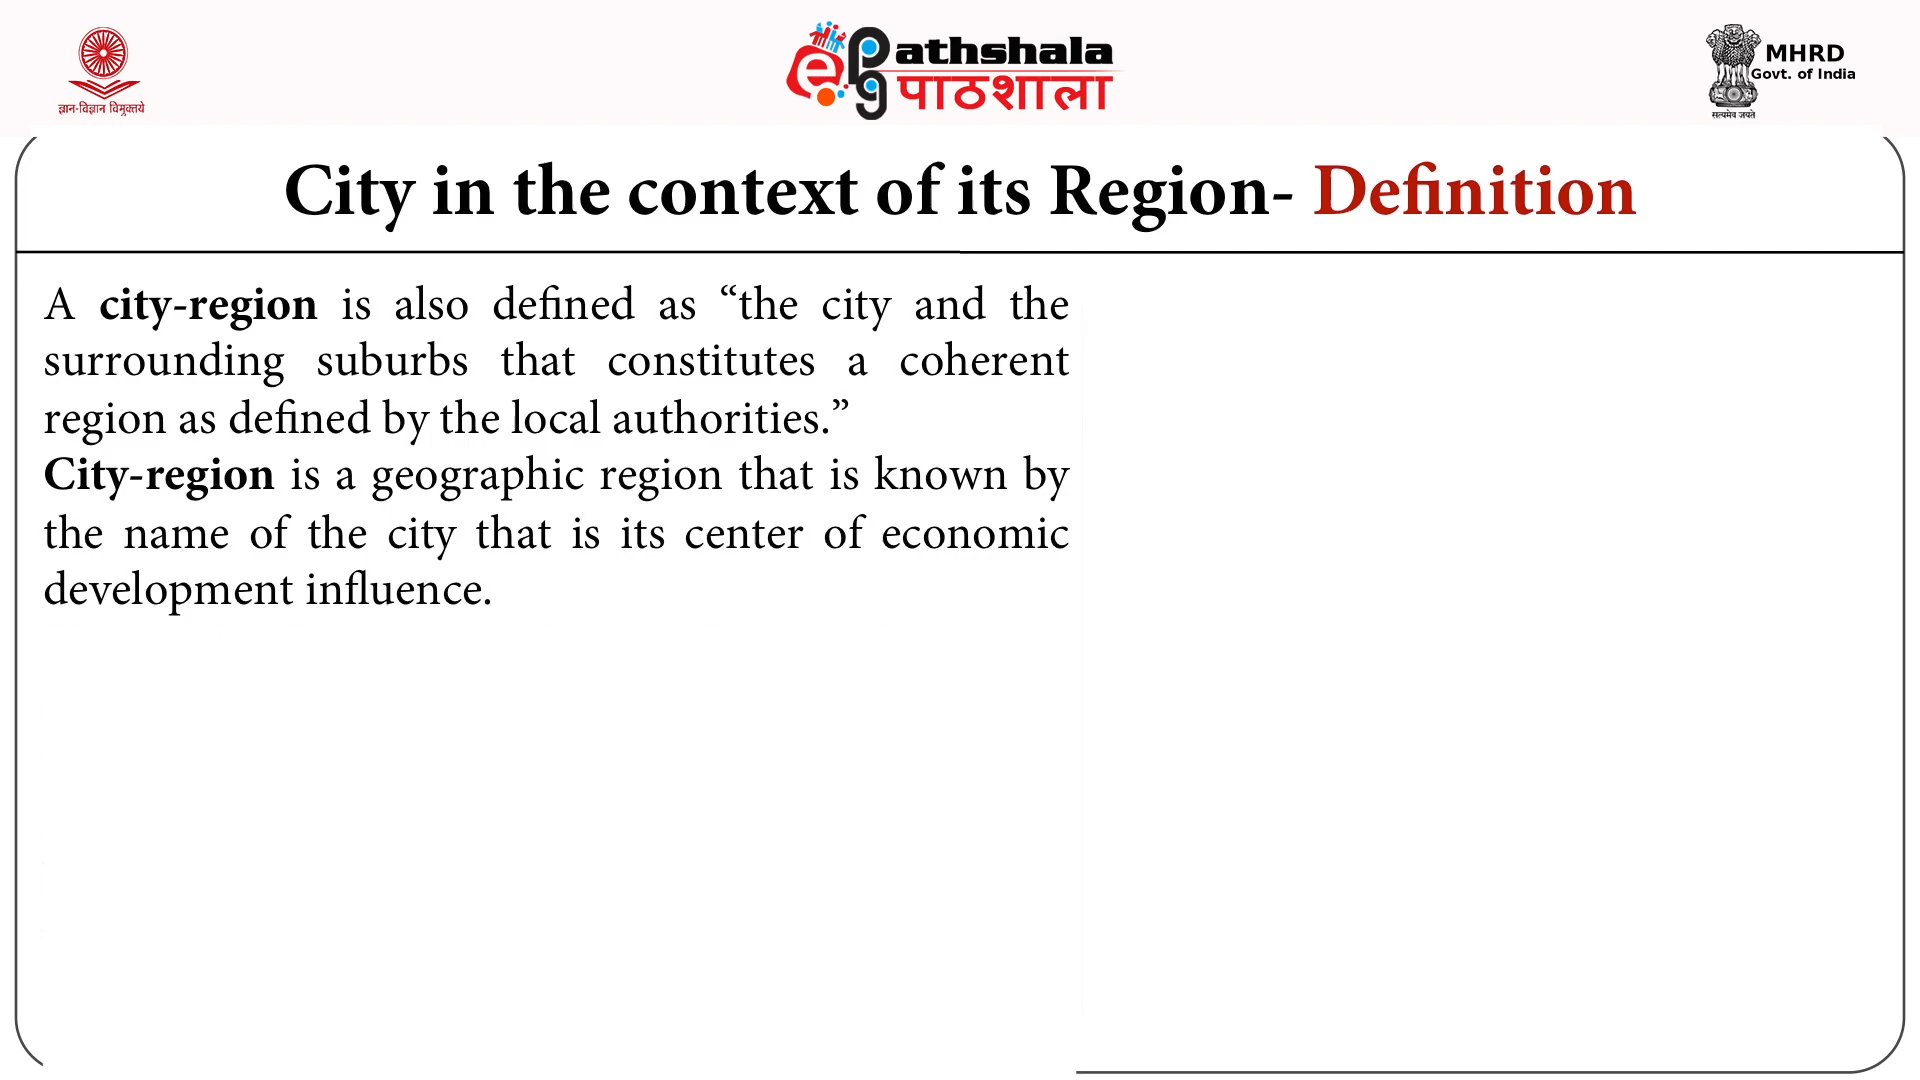 ज्ञान-विज्ञान विमुक्तये
e
pg
athshala
पाठशाला
MHRD
Govt. of India
सत्यमेव जयते
City in the context of its Region- Definition
A city-region is also defined as “the city and the
surrounding suburbs that constitutes a coherent
region as defined by the local authorities.”
City-region is a geographic region that is known by
the name of the city that is its center of economic
development influence.